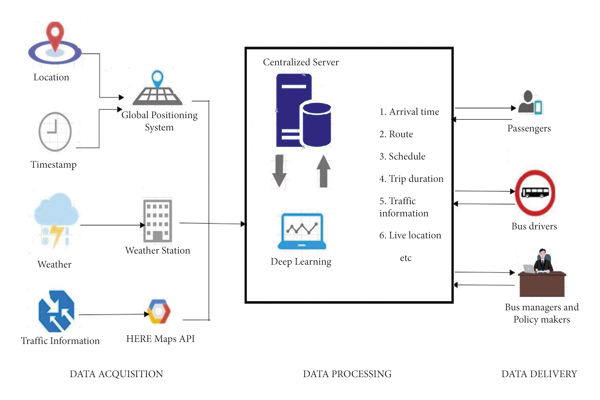 Location
Global Positioning
System
Timestamp
Weather
Weather Station
Traffic Information
HERE Maps API
DATA ACQUISITION
Centralized Server
Deep Learning
1. Arrival time
2. Route
3. Schedule
4. Trip duration
5. Traffic
information
6. Live location
etc
DATA PROCESSING
Passengers
Bus drivers
Bus managers and
Policy makers
DATA DELIVERY